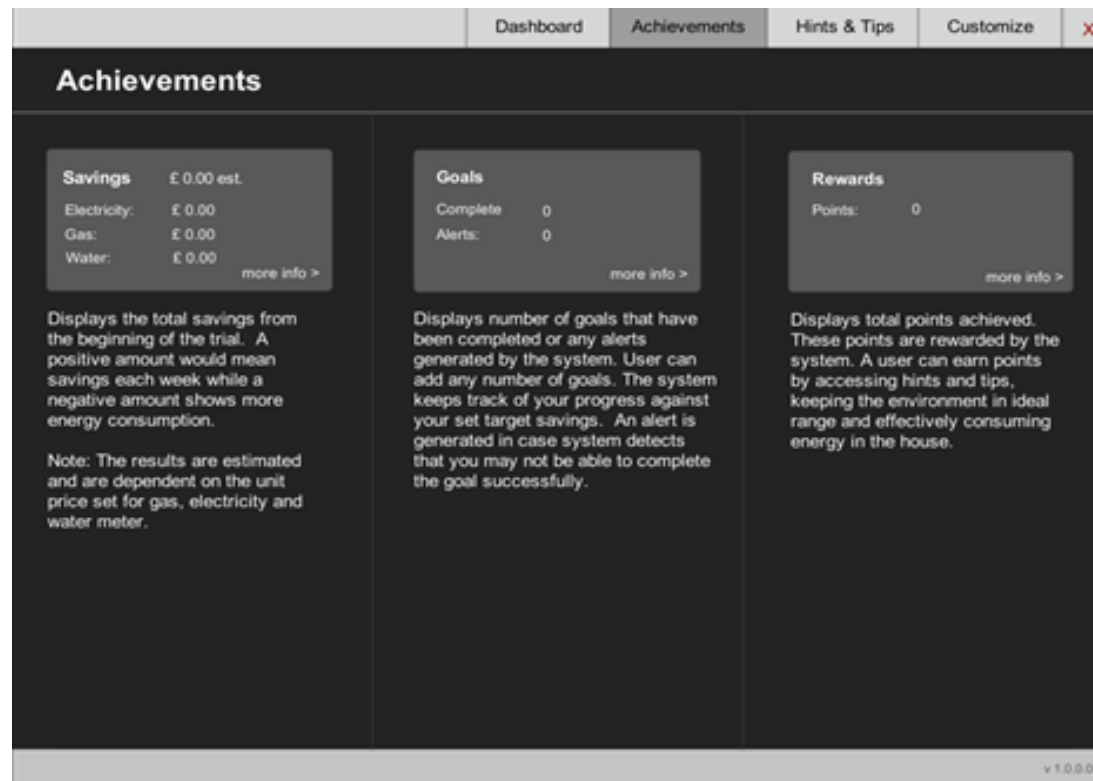 Dashboard Achievements Hints & Tips Customize X
Achievements
Savings £ 0.00 est.
Electricity: £ 0.00
Gas: £ 0.00
Water: £ 0.00
more info >
Displays the total savings from
the beginning of the trial. A
positive amount would mean
savings each week while a
negative amount shows more
energy consumption.
Note: The results are estimated
and are dependent on the unit
price set for gas, electricity and
water meter.
Goals
Complete 0
Alerts: 0
more info >
Displays number of goals that have
been completed or any alerts
generated by the system. User can
add any number of goals. The system
keeps track of your progress against
your set target savings. An alert is
generated in case system detects
that you may not be able to complete
the goal successfully.
Rewards
Points: 0
more info >
Displays total points achieved.
These points are rewarded by the
system. A user can earn points
by accessing hints and tips,
keeping the environment in ideal
range and effectively consuming
energy in the house.
v 1.0.0.0